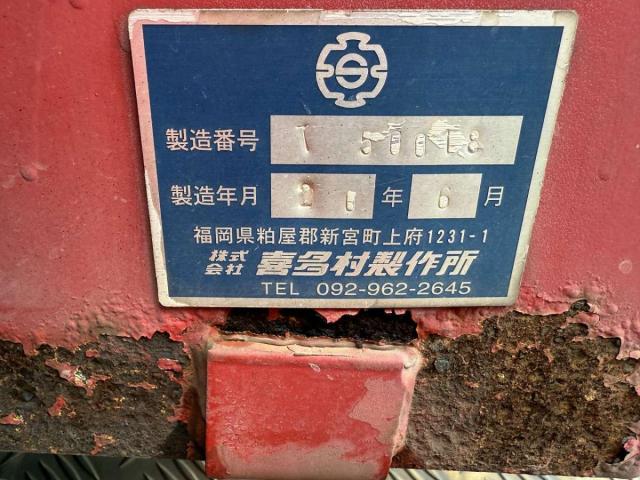 製造番号
製造年月 年 6 月
福岡県粕屋郡新宮町上府1231-1
株式会社 喜多村製作所
TEL 092-962-2645